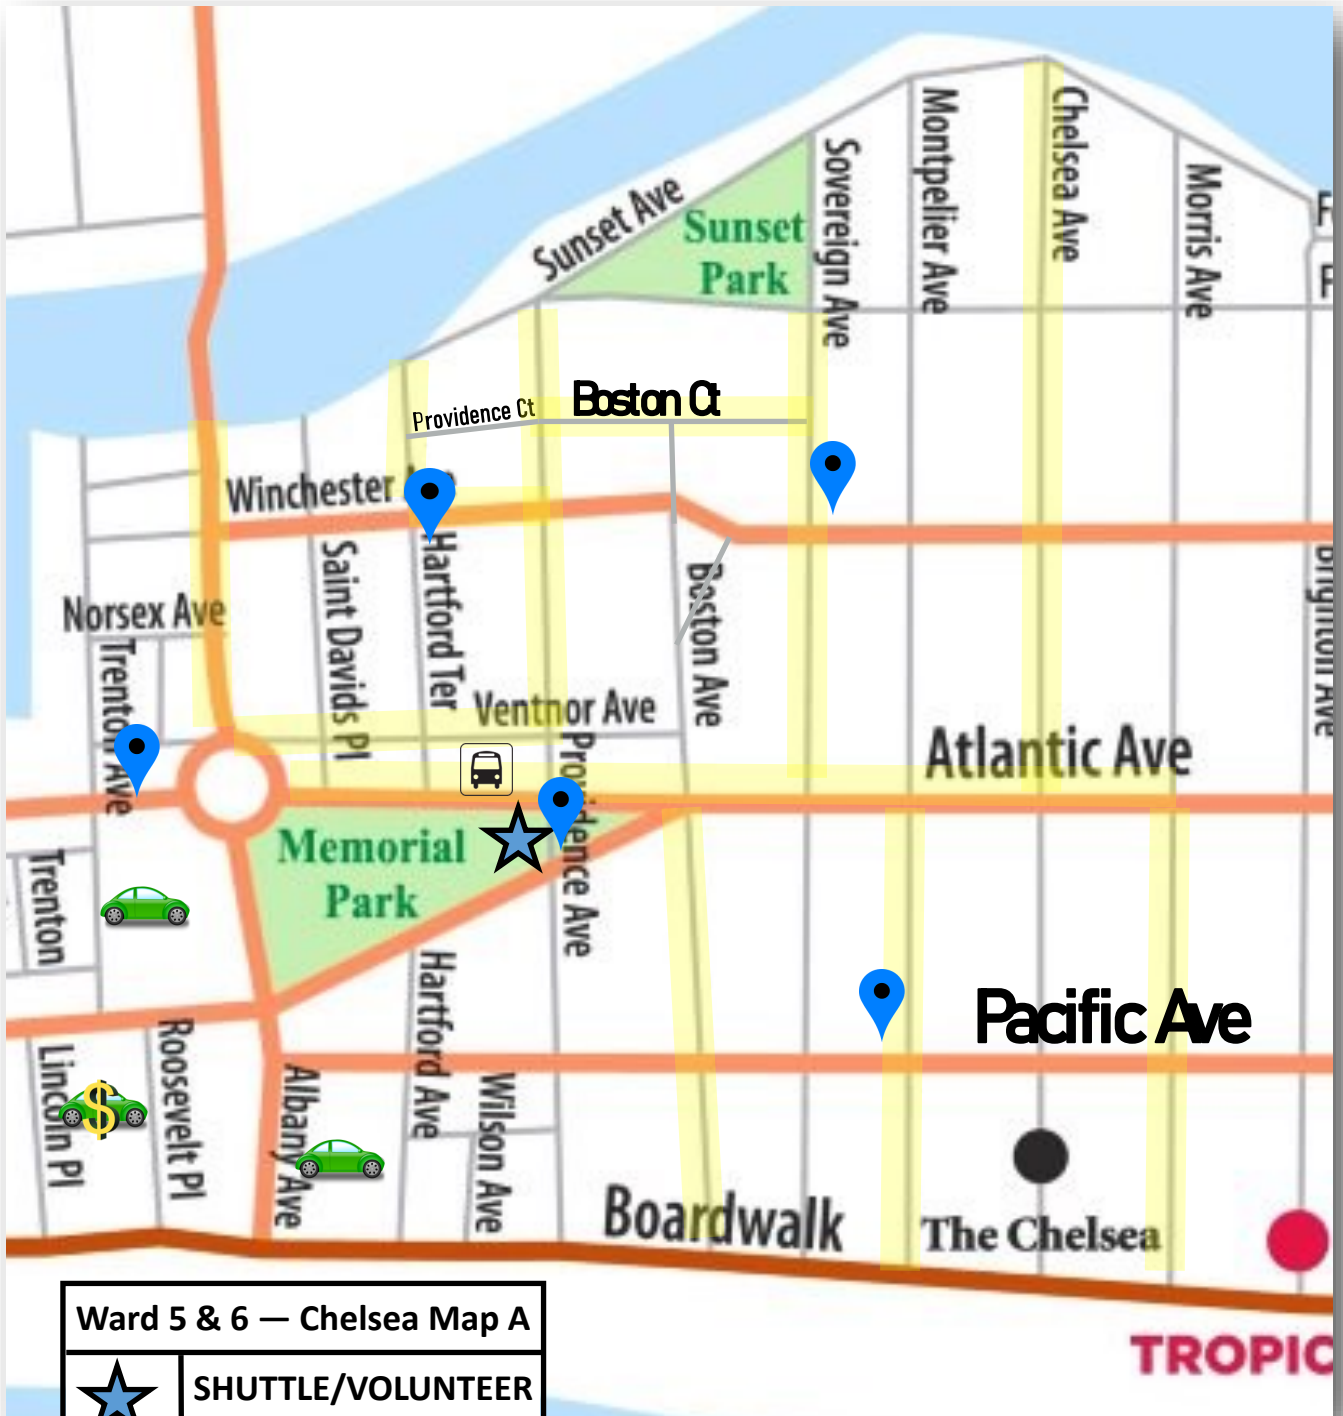 Sunset Ave
Sunset
Park
Sovereign Ave
Montpelier Ave
Chelsea Ave
Morris Ave
Providence Ct
Boston Ct
Winchester
Norsex Ave
Saint Davids Pl
Hartford Ter
Boston Ave
Brighton Ave
Trenton Ave
Ventnor Ave
Providence Ave
Atlantic Ave
Memorial
Park
Trenton
Hartford Ave
Pacific Ave
Lincoln Pl
$
Roosevelt Pl
Albany Ave
Wilson Ave
Boardwalk
The Chelsea
TROPIC
Ward 5 & 6 — Chelsea Map A
SHUTTLE/VOLUNTEER